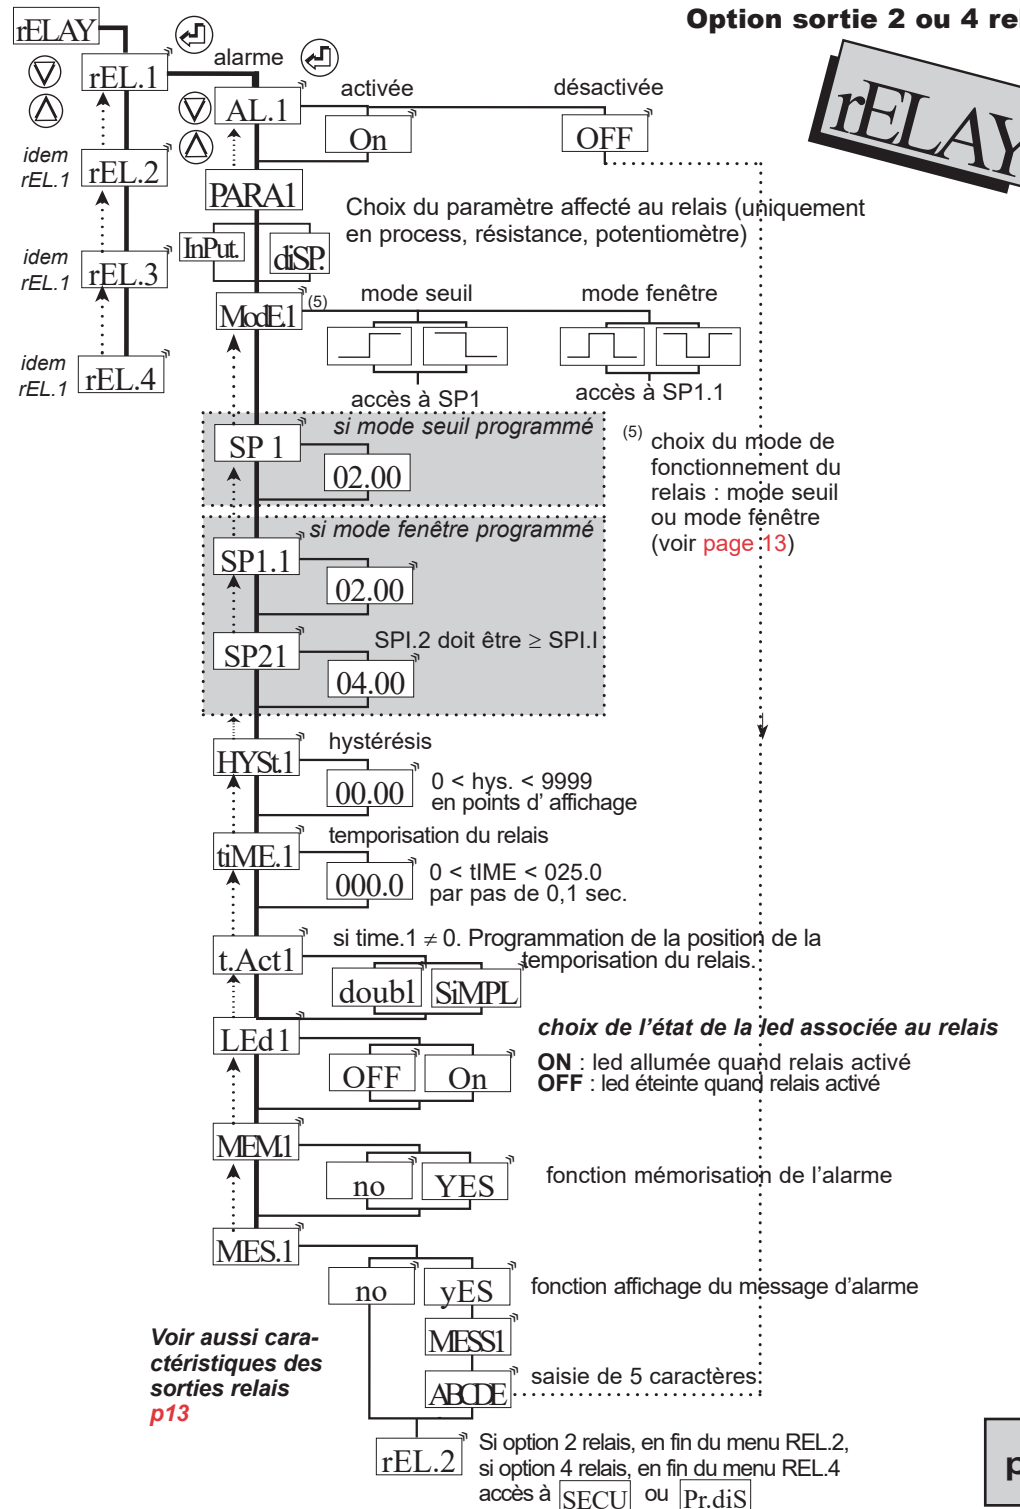 Option sortie 2 ou 4 rel
rELAY
rELAY
rEL.1
alarme
AL.1
activée
désactivée
On
OFF
idem
rEL.1
rEL.2
PARA1
Choix du paramètre affecté au relais (uniquement
en process, résistance, potentiomètre)
InPut.
diSP.
idem
rEL.1
rEL.3
ModE.1
(5)
mode seuil
mode fenêtre
idem
rEL.1
rEL.4
accès à SP1
accès à SP1.1
si mode seuil programmé
SP 1
02.00
(5) choix du mode de
fonctionnement du
relais : mode seuil
ou mode fenêtre
(voir page 13)
si mode fenêtre programmé
SP1.1
02.00
SPI.2 doit être ≥ SPI.I
SP21
04.00
HYSt.1
hystérésis
00.00
0 < hys. < 9999
en points d' affichage
tiME.1
temporisation du relais
000.0
0 < tIME < 025.0
par pas de 0,1 sec.
t.Act1
si time.1 ≠ 0. Programmation de la position de la
temporisation du relais.
doubl
SiMPL
LEd1
choix de l'état de la led associée au relais
OFF
On
ON : led allumée quand relais activé
OFF : led éteinte quand relais activé
MEM.1
no
YES
fonction mémorisation de l'alarme
MES.1
no
yES
fonction affichage du message d'alarme
MESS1
ABCDE
saisie de 5 caractères
Voir aussi cara-
ctéristiques des
sorties relais
p13
rEL.2
Si option 2 relais, en fin du menu REL.2,
si option 4 relais, en fin du menu REL.4
accès à SECU ou Pr.diS
p